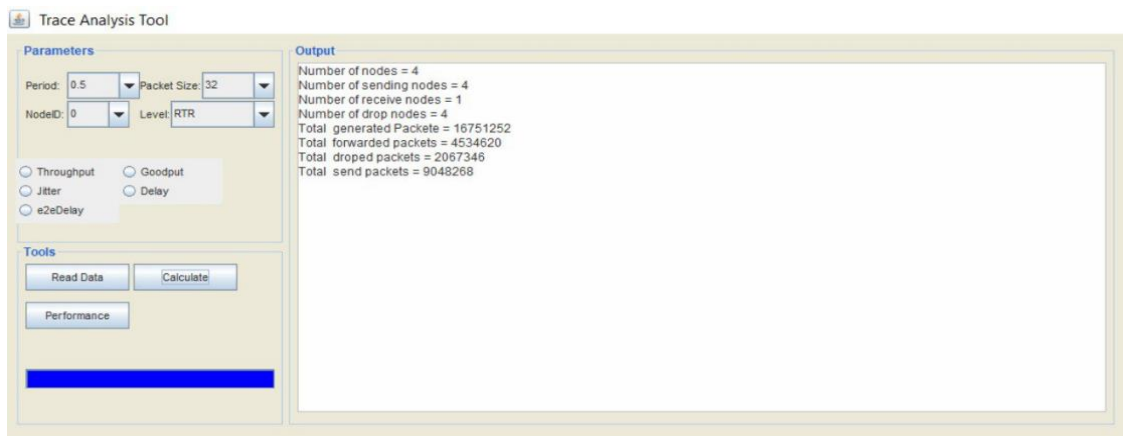 Trace Analysis Tool
Parameters
Period: 0.5 Packet Size: 32
NodeID: 0 Level: RTR
Throughput Goodput
Jitter Delay
e2eDelay
Tools
Read Data Calculate
Performance
Output
Number of nodes = 4
Number of sending nodes = 4
Number of receive nodes = 1
Number of drop nodes = 4
Total generated Packete = 16751252
Total forwarded packets = 4534620
Total droped packets = 2067346
Total send packets = 9048268